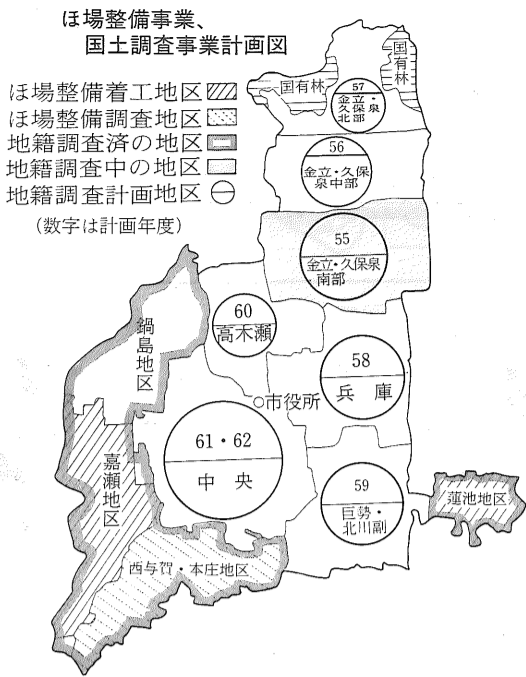 ほ場整備事業、
国土調査事業計画図
ほ場整備着工地区
ほ場整備調査地区
地籍調査済の地区
地籍調査中の地区
地籍調査計画地区
(数字は計画年度)
国有林
国有林
57
金立・久保泉
北部
56
金立・久保
泉中部
55
金立・久保泉
南部
60
高木瀬
鍋島地区
58
兵庫
○市役所
61・62
中央
嘉瀬地区
59
巨勢・
北川副
蓮池地区
西与賀・本庄地区